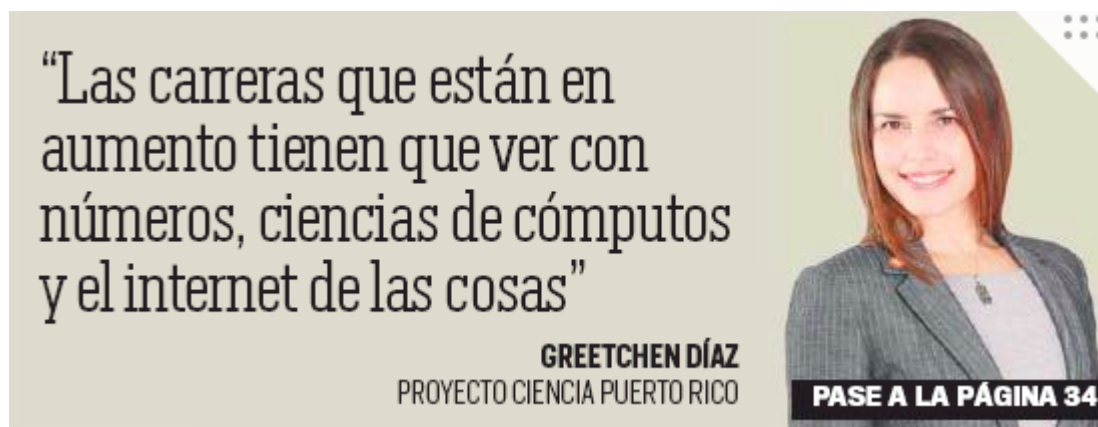 “Las carreras que están en
aumento tienen que ver con
números, ciencias de cómputos
y el internet de las cosas”
GREETCHEN DÍAZ
PROYECTO CIENCIA PUERTO RICO
PASE A LA PÁGINA 34